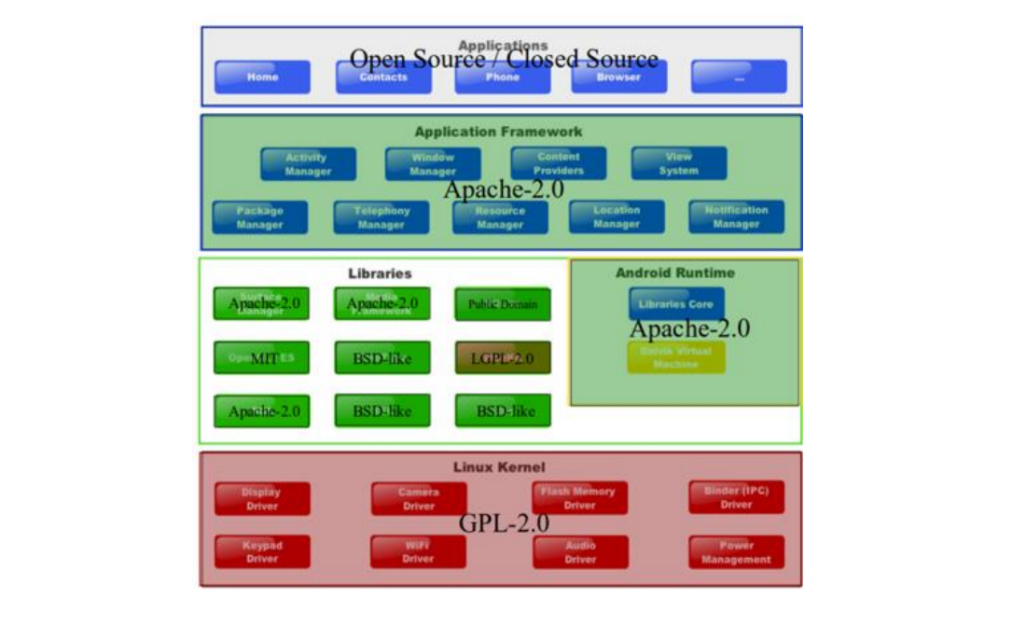 Applications
Open Source / Closed Source
Home
Contacts
Phone
Browser
...
Application Framework
Activity
Manager
Window
Manager
Content
Providers
View
System
Apache-2.0
Package
Manager
Telephony
Manager
Resource
Manager
Location
Manager
Notification
Manager
Libraries
Apache-2.0
Apache-2.0
Public Domain
MIT
BSD-like
LGPL-2.0
Apache-2.0
BSD-like
BSD-like
Android Runtime
Libraries Core
Apache-2.0
Virtual
Machine
Linux Kernel
Display
Driver
Camera
Driver
Flash Memory
Driver
Binder (IPC)
Driver
GPL-2.0
Keypad
Driver
WiFi
Driver
Audio
Driver
Power
Management